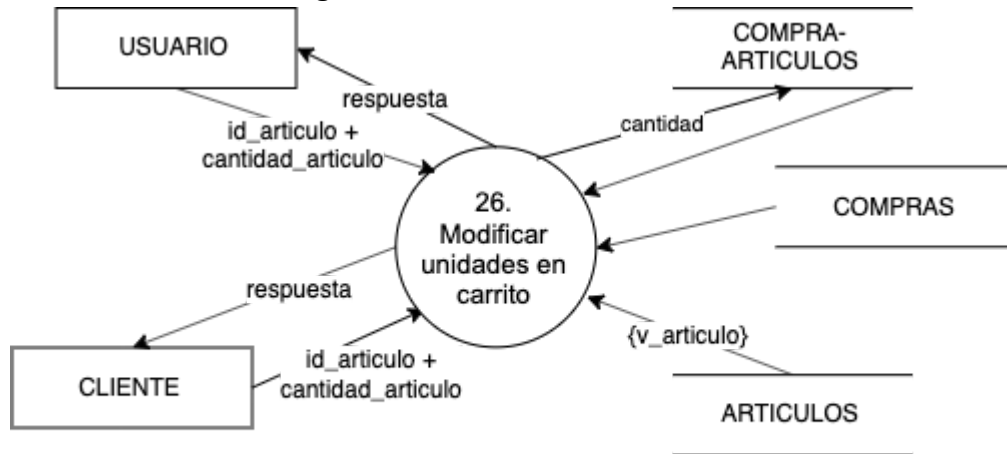 USUARIO
COMPRA-
ARTICULOS
respuesta
cantidad
id_articulo +
cantidad_articulo
26.
Modificar
unidades en
carrito
COMPRAS
respuesta
{v_articulo}
id_articulo +
cantidad_articulo
CLIENTE
ARTICULOS